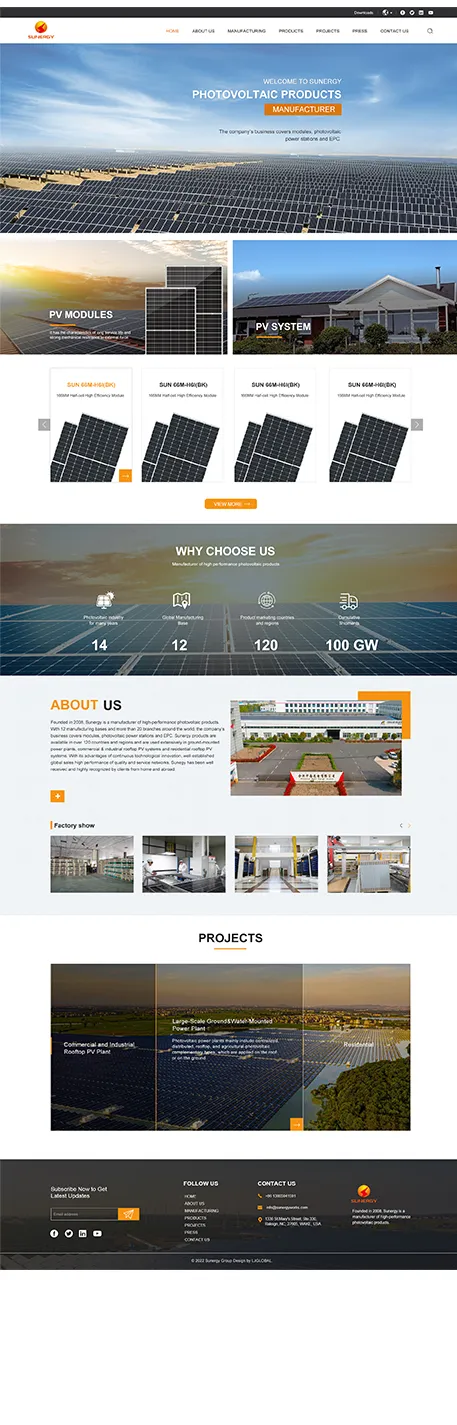 Downloads
SUNERGY
HOME ABOUT US MANUFACTURING PRODUCTS PROJECTS PRESS CONTACT US
WELCOME TO SUNERGY
PHOTOVOLTAIC PRODUCTS
MANUFACTURER
The company's business covers modules, photovoltaic
power stations and EPC.
PV MODULES
It has the characteristics of long service life and
strong mechanical resistance to external force
PV SYSTEM
SUN 66M-H6I(BK) SUN 66M-H6I(BK) SUN 66M-H6I(BK) SUN 66M-H6I(BK)
Half-cell High Efficiency Module Half-cell High Efficiency Module Half-cell High Efficiency Module Half-cell High Efficiency Module
VIEW MORE
WHY CHOOSE US
Manufacturer of high performance photovoltaic products
Photovoltaic industry Global Manufacturing Product marketing countries Cumulative
for many years Base and regions Shipments
14 12 120 100 GW
ABOUT US
Founded in 2008, Sunergy is a manufacturer of high-performance photovoltaic products.
With 12 manufacturing bases and more than 20 branches around the world, the company's
business covers modules, photovoltaic power stations and EPC. Sunergy products are
available in over 120 countries and regions and are used extensively in ground-mounted
power plants, commercial & industrial rooftop PV systems and residential rooftop PV
systems. With its advantages of continuous technological innovation, well established
global sales high performance of quality and service networks, Sunergy has been well
received and highly recognized by clients from home and abroad.
Factory show
PROJECTS
Large-Scale Ground&Water-Mounted
Power Plant
Commercial and Industrial
Rooftop PV Plant
Photovoltaic power plants mainly include centralized,
distributed, rooftop, and agricultural photovoltaic
complementary types, which are applied on the roof
or on the ground.
Residential
Subscribe Now to Get
Latest Updates
Email address
FOLLOW US
HOME
ABOUT US
MANUFACTURING
PRODUCTS
PROJECTS
PRESS
CONTACT US
CONTACT US
info@sunergyworks.com
1330 St.Mary's Street, Ste 330,
Raleigh, NC, 27605, WAKE, USA
SUNERGY
Founded in 2008, Sunergy is a
manufacturer of high-performance
photovoltaic products.
Sunergy Group Design by LJGLOBAL